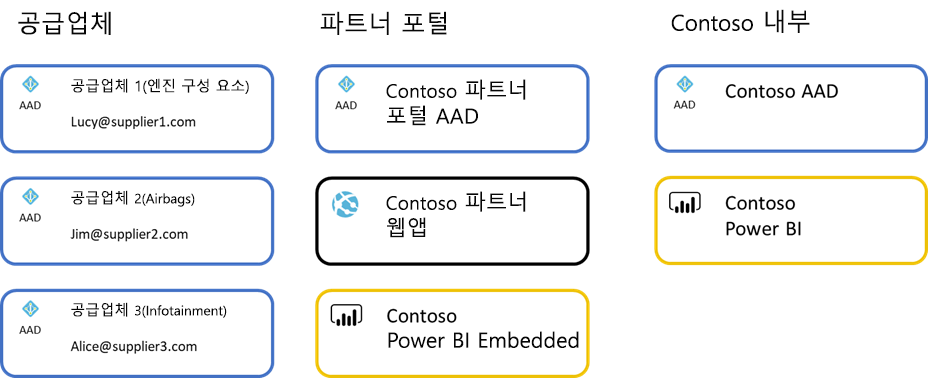 공급업체
AAD
공급업체 1(엔진 구성 요소)
Lucy@supplier1.com
AAD
공급업체 2(Airbags)
Jim@supplier2.com
AAD
공급업체 3(Infotainment)
Alice@supplier3.com
파트너 포털
AAD
Contoso 파트너
포털 AAD
Contoso 파트너
웹앱
Contoso
Power BI Embedded
Contoso 내부
AAD
Contoso AAD
Contoso
Power BI